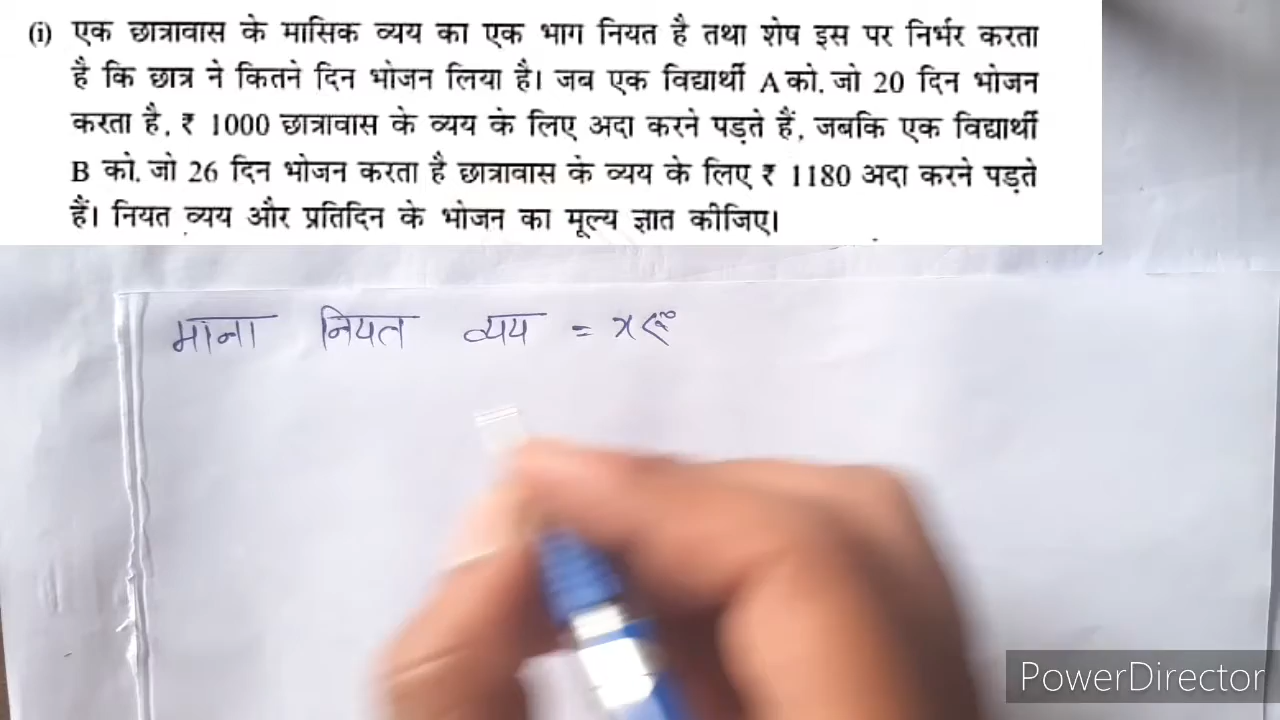 (i) एक छात्रावास के मासिक व्यय का एक भाग नियत है तथा शेष इस पर निर्भर करता
है कि छात्र ने कितने दिन भोजन लिया है। जब एक विद्यार्थी A को, जो 20 दिन भोजन
करता है, ₹ 1000 छात्रावास के व्यय के लिए अदा करने पड़ते हैं, जबकि एक विद्यार्थी
B को, जो 26 दिन भोजन करता है छात्रावास के व्यय के लिए ₹ 1180 अदा करने पड़ते
हैं। नियत व्यय और प्रतिदिन के भोजन का मूल्य ज्ञात कीजिए।
माना नियत व्यय = x रु०
PowerDirector